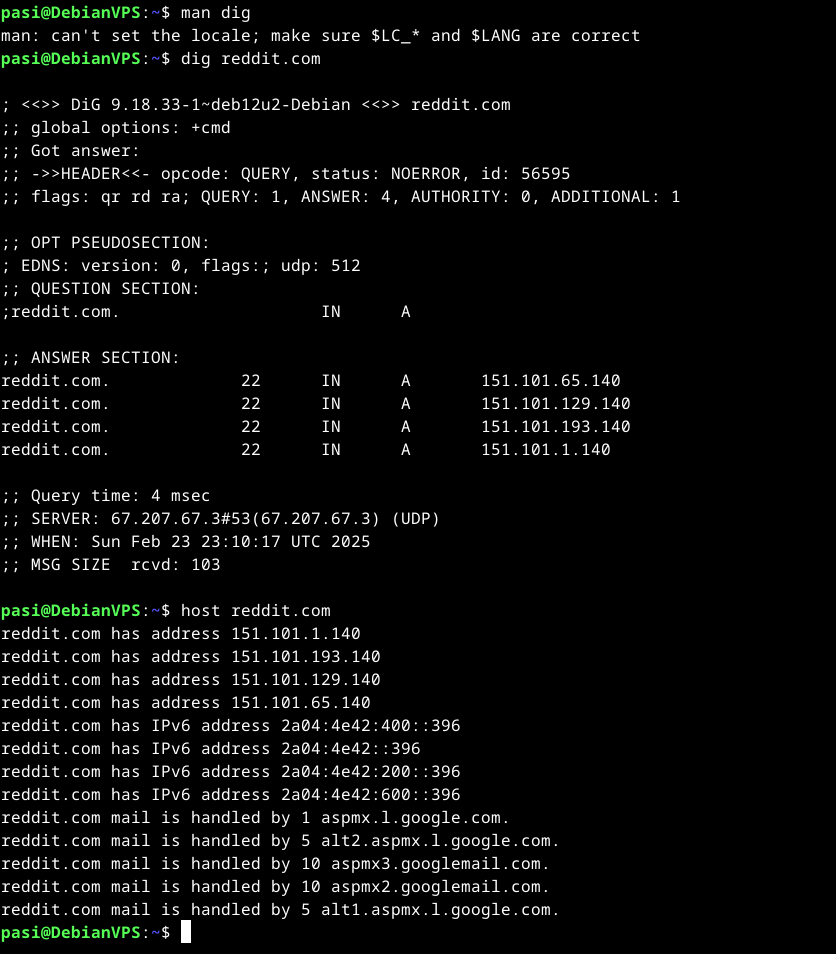 pasi@DebianVPS:~$ man dig
man: can't set the locale; make sure $LC_* and $LANG are correct
pasi@DebianVPS:~$ dig reddit.com

; <<>> DiG 9.18.33-1~deb12u2-Debian <<>> reddit.com
;; global options: +cmd
;; Got answer:
;; ->>HEADER<<- opcode: QUERY, status: NOERROR, id: 56595
;; flags: qr rd ra; QUERY: 1, ANSWER: 4, AUTHORITY: 0, ADDITIONAL: 1

;; OPT PSEUDOSECTION:
; EDNS: version: 0, flags:; udp: 512
;; QUESTION SECTION:
;reddit.com.                    IN      A

;; ANSWER SECTION:
reddit.com.             22      IN      A       151.101.65.140
reddit.com.             22      IN      A       151.101.129.140
reddit.com.             22      IN      A       151.101.193.140
reddit.com.             22      IN      A       151.101.1.140

;; Query time: 4 msec
;; SERVER: 67.207.67.3#53(67.207.67.3) (UDP)
;; WHEN: Sun Feb 23 23:10:17 UTC 2025
;; MSG SIZE  rcvd: 103

pasi@DebianVPS:~$ host reddit.com
reddit.com has address 151.101.1.140
reddit.com has address 151.101.193.140
reddit.com has address 151.101.129.140
reddit.com has address 151.101.65.140
reddit.com has IPv6 address 2a04:4e42:400::396
reddit.com has IPv6 address 2a04:4e42::396
reddit.com has IPv6 address 2a04:4e42:200::396
reddit.com has IPv6 address 2a04:4e42:600::396
reddit.com mail is handled by 1 aspmx.l.google.com.
reddit.com mail is handled by 5 alt2.aspmx.l.google.com.
reddit.com mail is handled by 10 aspmx3.googlemail.com.
reddit.com mail is handled by 10 aspmx2.googlemail.com.
reddit.com mail is handled by 5 alt1.aspmx.l.google.com.
pasi@DebianVPS:~$